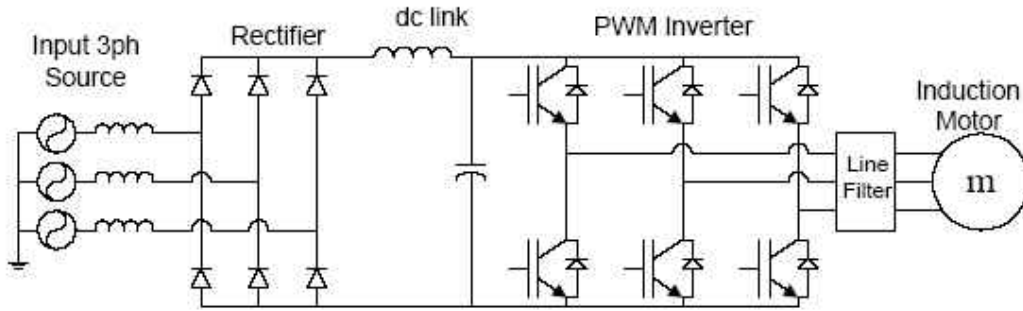 Input 3ph
Source
Rectifier
dc link
PWM Inverter
Induction
Motor
Line
Filter
m